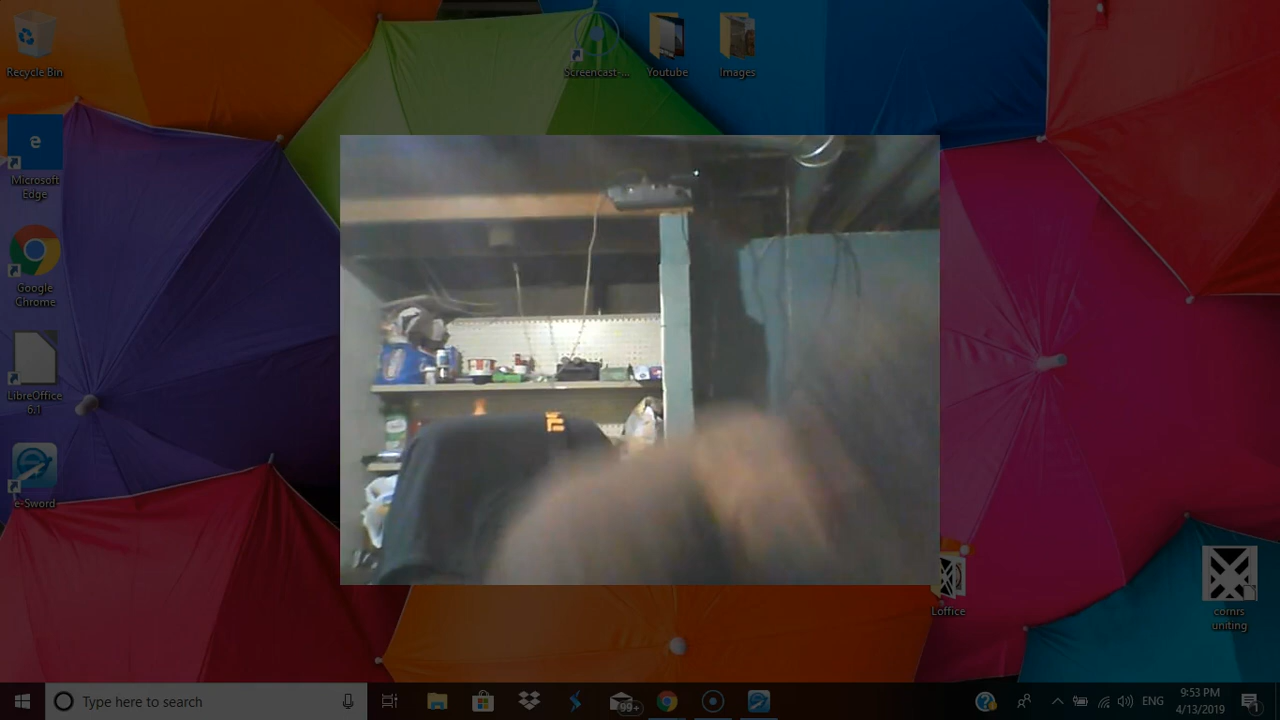 Recycle Bin
Screencast-...
Youtube
Images
Microsoft
Edge
Google
Chrome
LibreOffice
6.1
e-Sword
Loffice
cornrs
uniting
Type here to search
99+
ENG
9:53 PM
4/13/2019
1